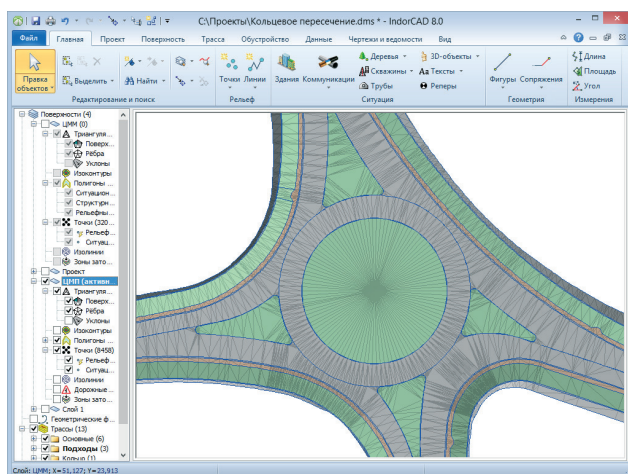 C:\Проекты\Кольцевое пересечение.dms * - IndorCAD 8.0
Файл Главная Проект Поверхность Трасса Обустройство Данные Чертежи и ведомости Вид
Правка объектов
Выделить
Найти
Редактирование и поиск
Точки Линии
Рельеф
Здания Коммуникации
Деревья
Скважины
Трубы
3D-объекты
Тексты
Реперы
Ситуация
Фигуры Сопряжения
Геометрия
Длина
Площадь
Угол
Измерения
Поверхности (4)
ЦММ (0)
Триангуля...
Поверх...
Рёбра
Уклоны
Изоконтуры
Полигоны ...
Ситуацион...
Структурн...
Рельефны...
Точки (320...
Рельеф...
Ситуац...
Изолинии
Зоны зато...
Проект
ЦМП (активн...
Триангуля...
Поверх...
Рёбра
Уклоны
Изоконтуры
Полигоны ...
Точки (8458)
Рельеф...
Ситуац...
Изолинии
Дорожные...
Зоны зато...
Слой 1
Геометрические ф...
Трассы (13)
Основные (6)
Подходы (3)
Кольцо (1)
Слой: ЦММ; X=51,127; Y=23,913